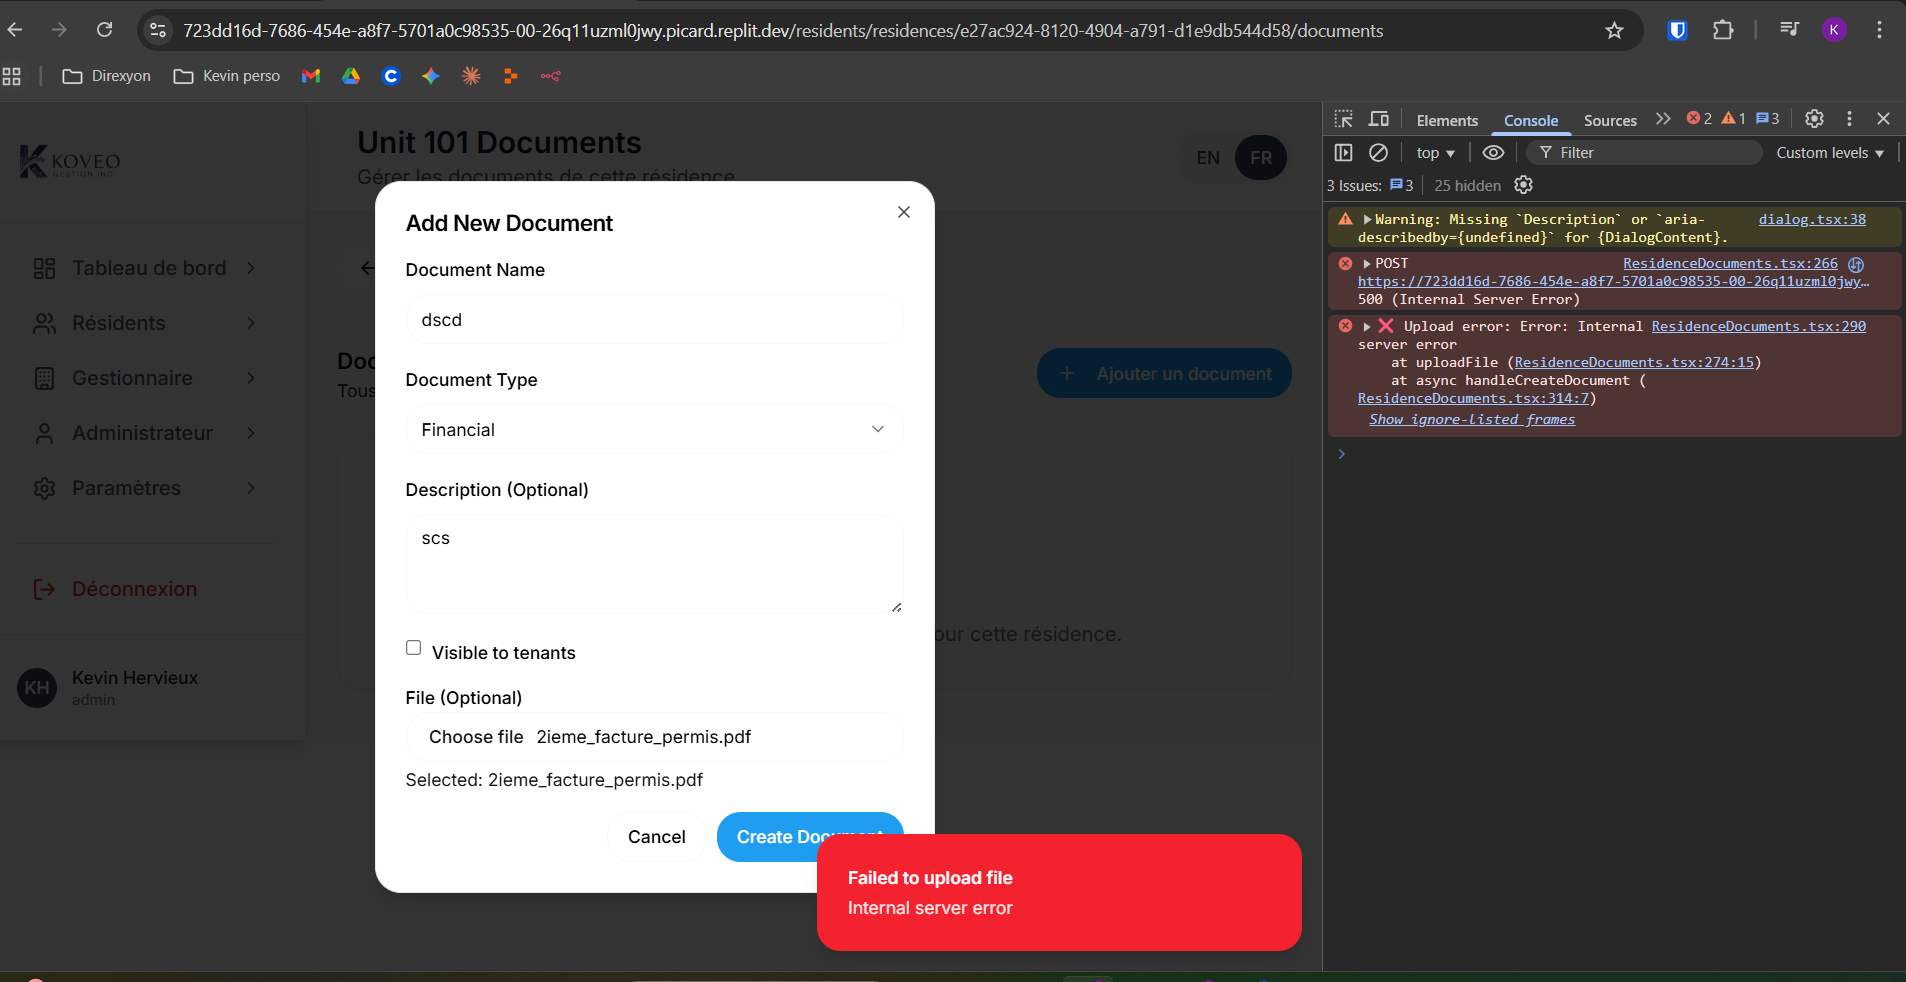 723dd16d-7686-454e-a8f7-5701a0c98535-00-26q11uzml0jwy.picard.replit.dev/residents/residences/e27ac924-8120-4904-a791-d1e9db544d58/documents
K
Direxyon
Kevin perso
KOVEO
GESTION INC
Tableau de bord
Résidents
Gestionnaire
Administrateur
Paramètres
Déconnexion
KH
Kevin Hervieux
admin
Unit 101 Documents
Gérer les documents de cette résidence
EN FR
Doc
Tous
Ajouter un document
our cette résidence.
Add New Document
Document Name
dscd
Document Type
Financial
Description (Optional)
scs
Visible to tenants
File (Optional)
Choose file 2ieme_facture_permis.pdf
Selected: 2ieme_facture_permis.pdf
Cancel
Create Document
Failed to upload file
Internal server error
Elements Console Sources 2 1 3
top Filter Custom levels
3 Issues: 3 25 hidden
Warning: Missing `Description` or `aria- dialog.tsx:38
describedby={undefined}` for {DialogContent}.
POST ResidenceDocuments.tsx:266
https://723dd16d-7686-454e-a8f7-5701a0c98535-00-26q11uzml0jwy…
500 (Internal Server Error)
❌ Upload error: Error: Internal ResidenceDocuments.tsx:290
server error
at uploadFile (ResidenceDocuments.tsx:274:15)
at async handleCreateDocument (
ResidenceDocuments.tsx:314:7)
Show ignore-listed frames